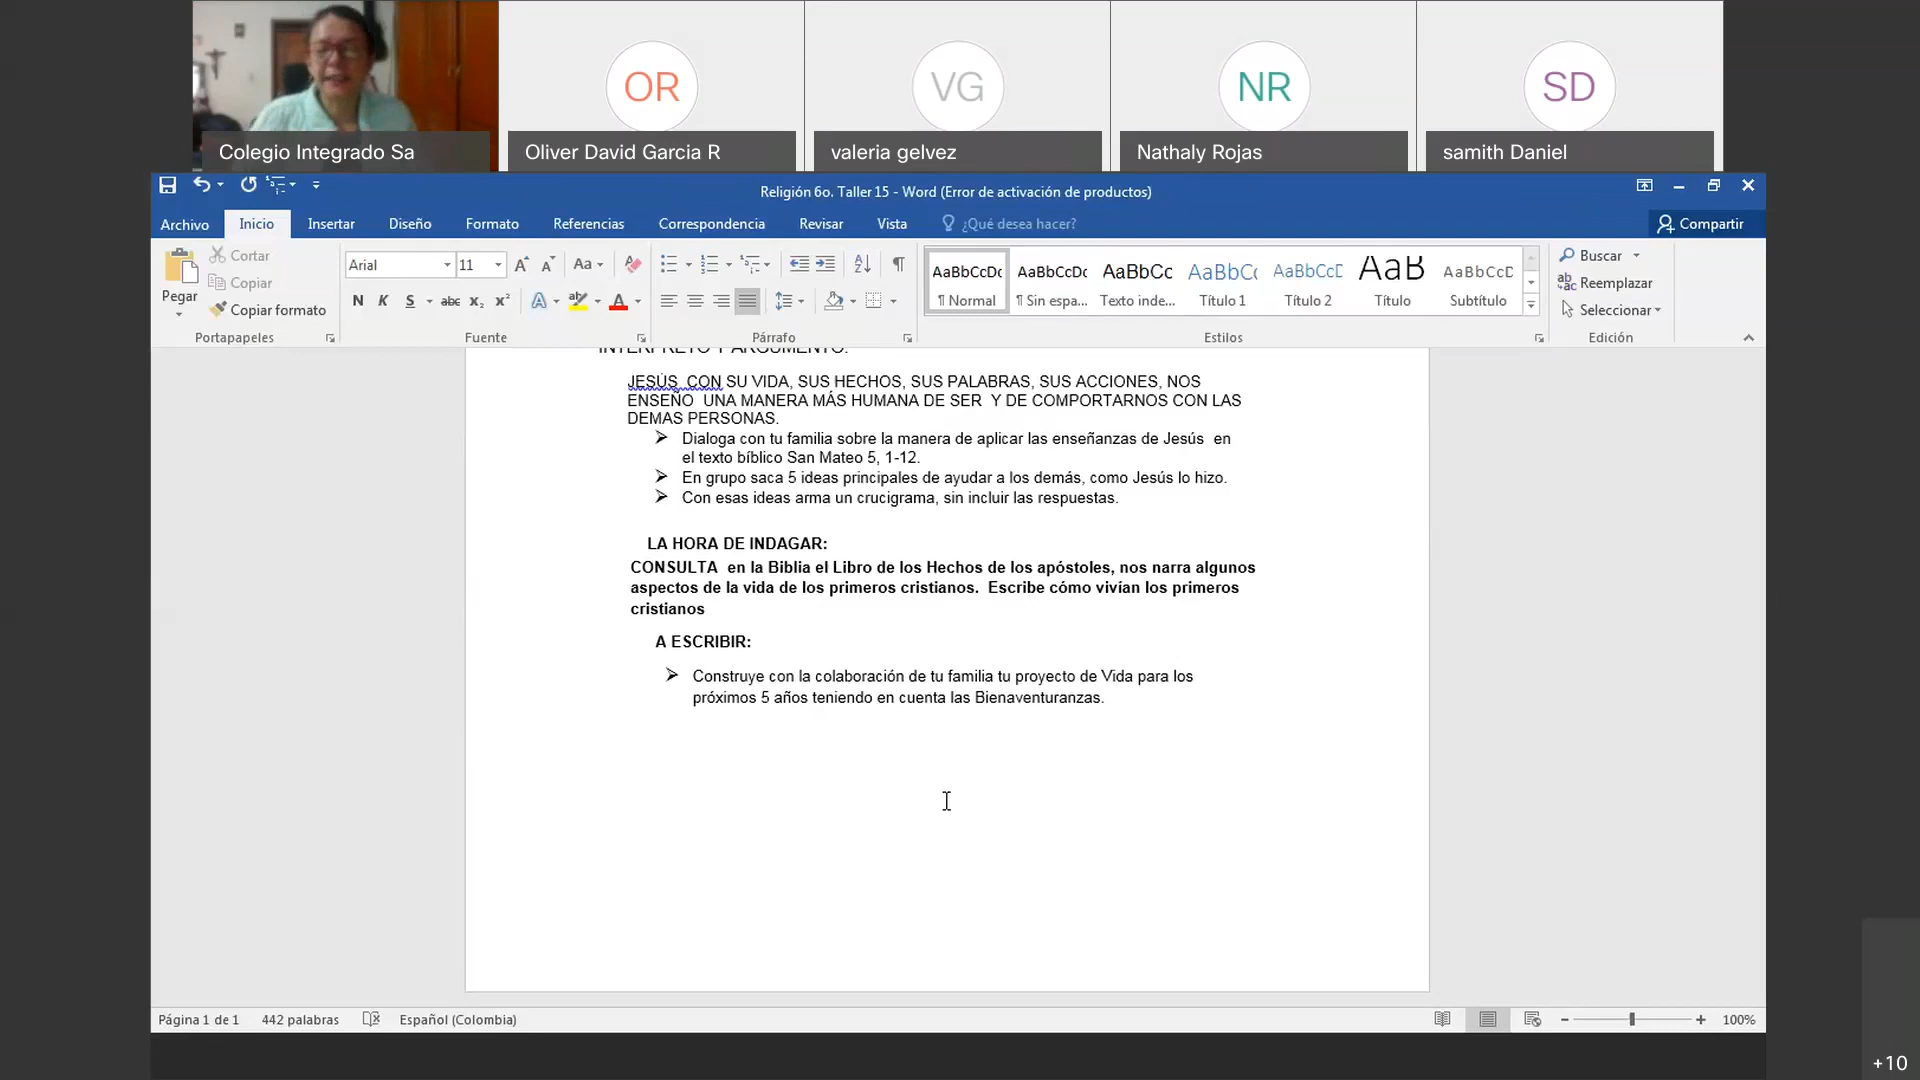 OR
VG
NR
SD
Colegio Integrado Sa
Oliver David Garcia R
valeria gelvez
Nathaly Rojas
samith Daniel
Religión 6o. Taller 15 - Word (Error de activación de productos)
Archivo
Inicio
Insertar
Diseño
Formato
Referencias
Correspondencia
Revisar
Vista
¿Qué desea hacer?
Compartir
Pegar
Cortar
Copiar
Copiar formato
Portapapeles
Arial
11
Fuente
Párrafo
AaBbCcDc
¶ Normal
AaBbCcDc
¶ Sin espa...
AaBbCc
Texto inde...
AaBbCc
Título 1
AaBbCcD
Título 2
AaB
Título
AaBbCcD
Subtítulo
Estilos
Buscar
Reemplazar
Seleccionar
Edición
INTERPRETO Y ARGUMENTO:
JESÚS  CON SU VIDA, SUS HECHOS, SUS PALABRAS, SUS ACCIONES, NOS
ENSEÑO  UNA MANERA MÁS HUMANA DE SER  Y DE COMPORTARNOS CON LAS
DEMAS PERSONAS.
➢ Dialoga con tu familia sobre la manera de aplicar las enseñanzas de Jesús  en
el texto bíblico San Mateo 5, 1-12.
➢ En grupo saca 5 ideas principales de ayudar a los demás, como Jesús lo hizo.
➢ Con esas ideas arma un crucigrama, sin incluir las respuestas.
LA HORA DE INDAGAR:
CONSULTA  en la Biblia el Libro de los Hechos de los apóstoles, nos narra algunos
aspectos de la vida de los primeros cristianos.  Escribe cómo vivían los primeros
cristianos
A ESCRIBIR:
➢ Construye con la colaboración de tu familia tu proyecto de Vida para los
próximos 5 años teniendo en cuenta las Bienaventuranzas.
Página 1 de 1
442 palabras
Español (Colombia)
100%
+10